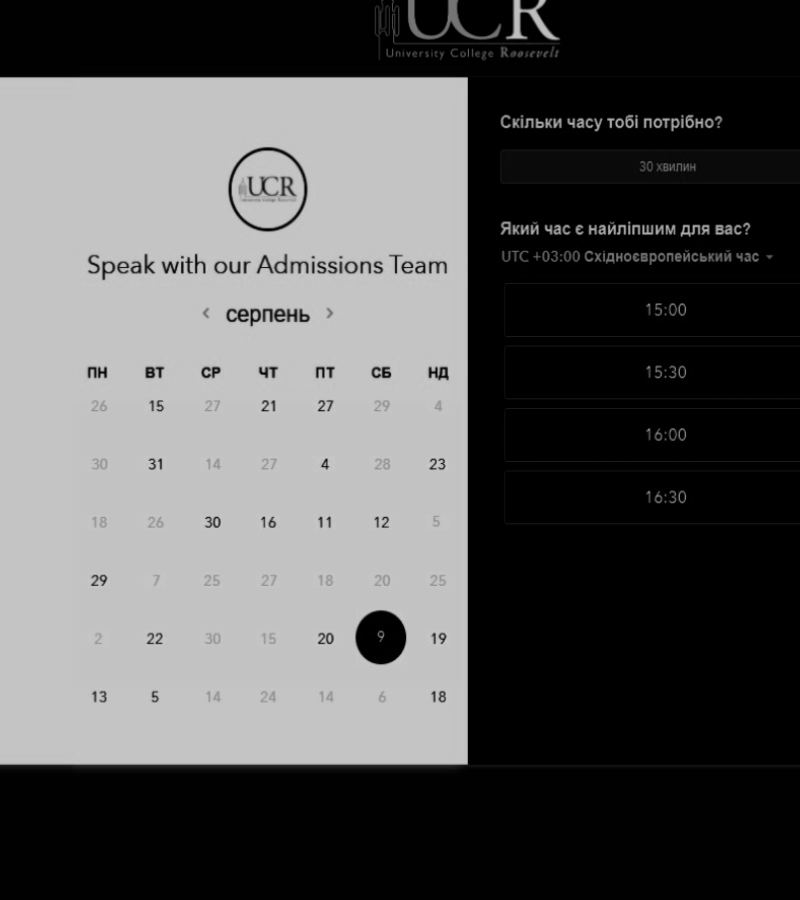 UCR
University College Roosevelt
UCR
University College Roosevelt
Speak with our Admissions Team
серпень
ПН ВТ СР ЧТ ПТ СБ НД
26 15 27 21 27 29 4
30 31 14 27 4 28 23
18 26 30 16 11 12 5
29 7 25 27 18 20 25
2 22 30 15 20 9 19
13 5 14 24 14 6 18
Скільки часу тобі потрібно?
30 хвилин
Який час є найліпшим для вас?
UTC +03:00 Східноєвропейський час
15:00
15:30
16:00
16:30